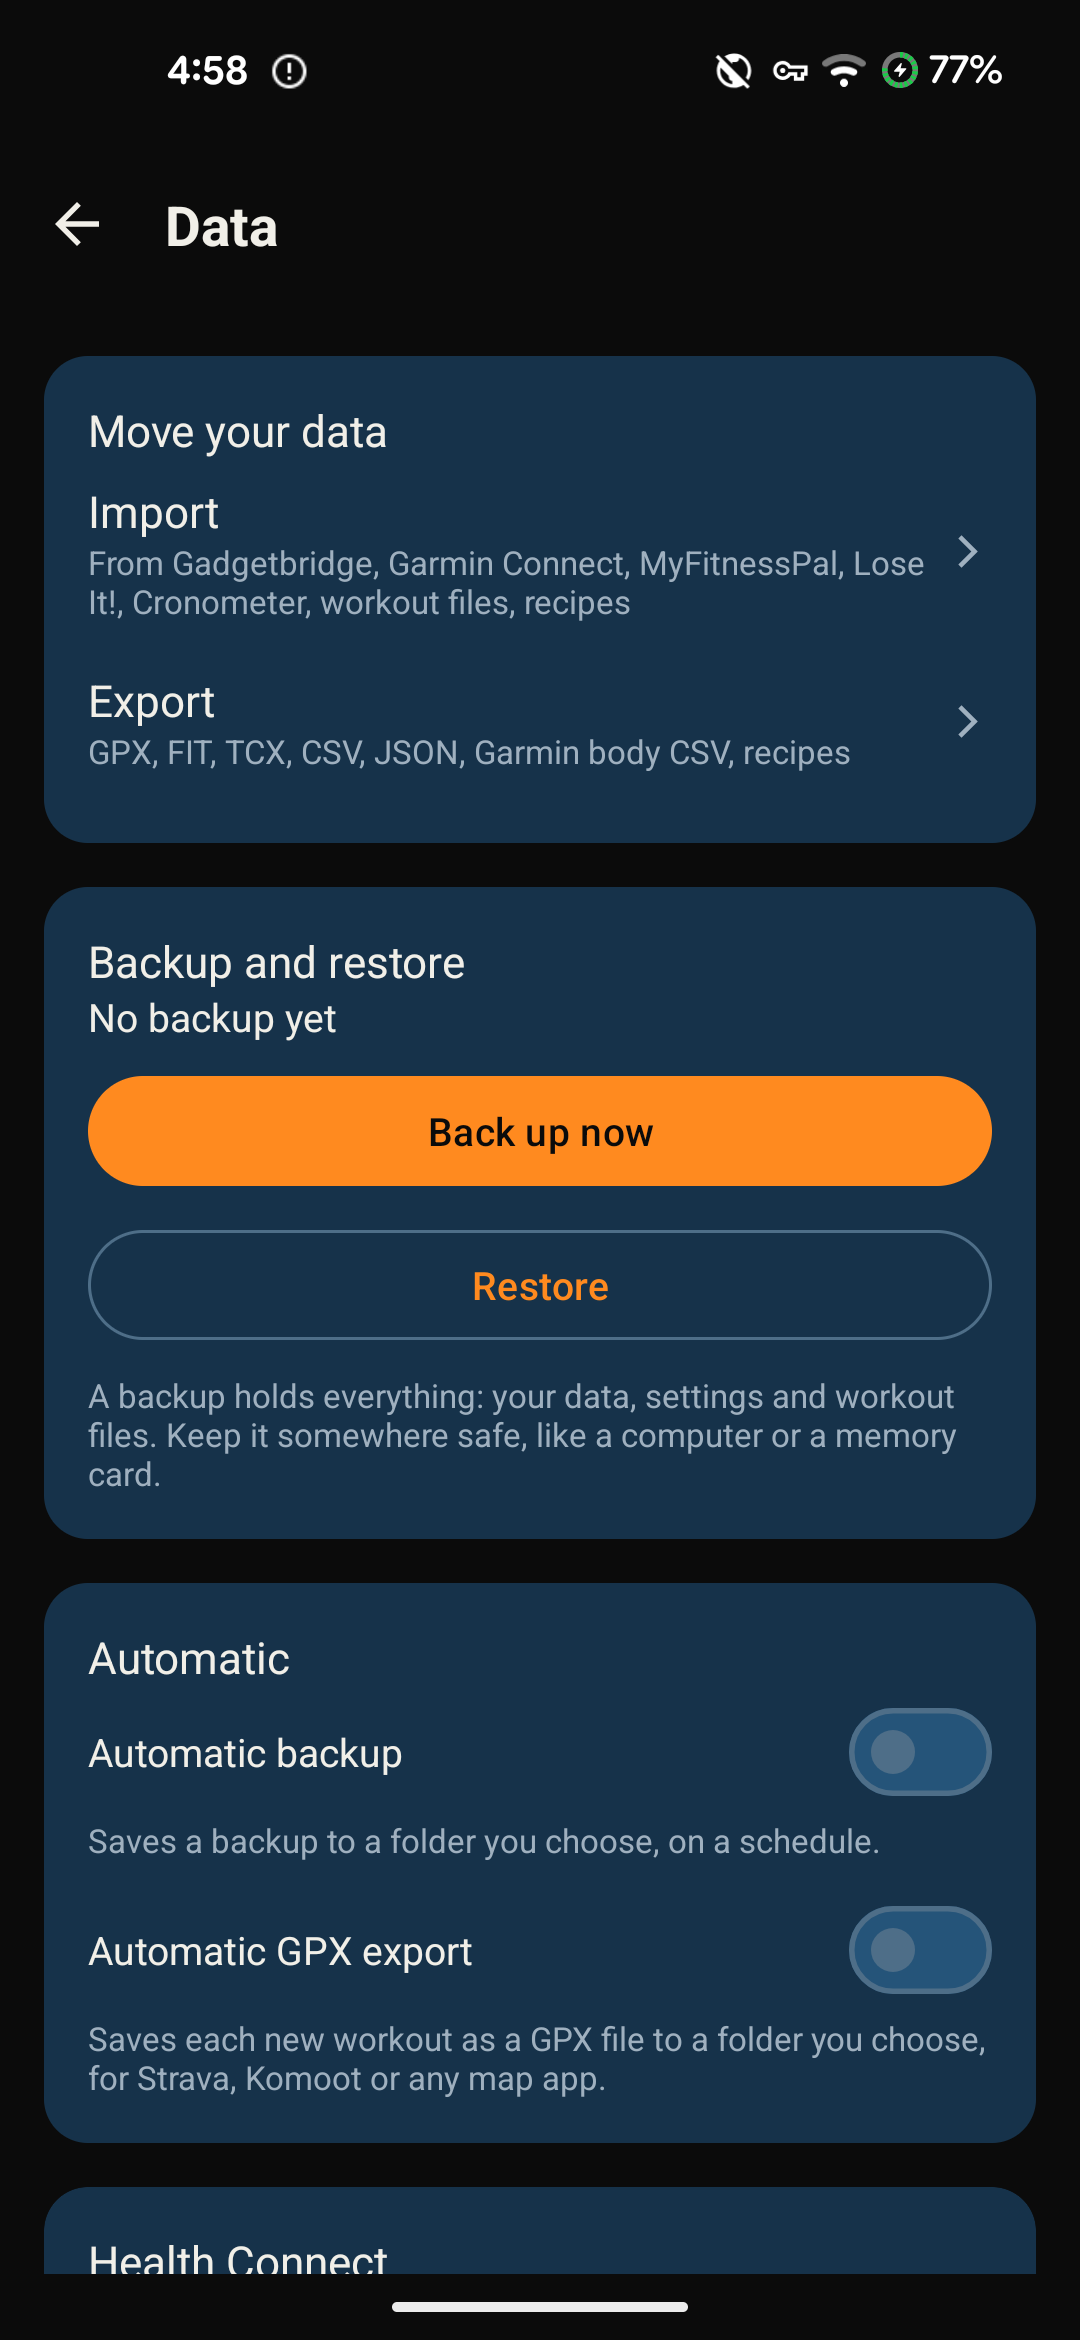 4:58
77%
Data
Move your data
Import
From Gadgetbridge, Garmin Connect, MyFitnessPal, Lose
It!, Cronometer, workout files, recipes
Export
GPX, FIT, TCX, CSV, JSON, Garmin body CSV, recipes
Backup and restore
No backup yet
Back up now
Restore
A backup holds everything: your data, settings and workout
files. Keep it somewhere safe, like a computer or a memory
card.
Automatic
Automatic backup
Saves a backup to a folder you choose, on a schedule.
Automatic GPX export
Saves each new workout as a GPX file to a folder you choose,
for Strava, Komoot or any map app.
Health Connect